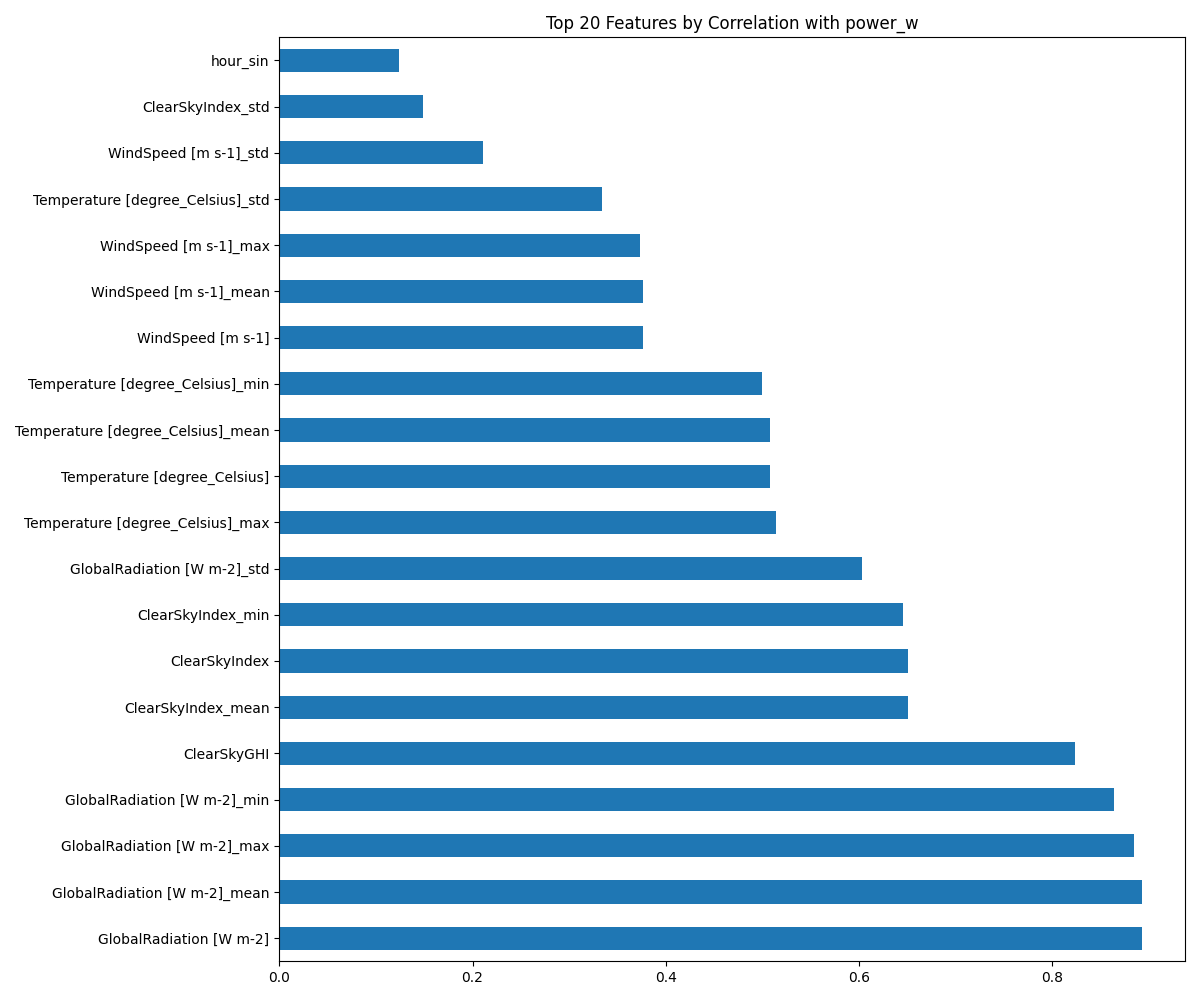 Top 20 Features by Correlation with power_w
hour_sin
ClearSkyIndex_std
WindSpeed [m s-1]_std
Temperature [degree_Celsius]_std
WindSpeed [m s-1]_max
WindSpeed [m s-1]_mean
WindSpeed [m s-1]
Temperature [degree_Celsius]_min
Temperature [degree_Celsius]_mean
Temperature [degree_Celsius]
Temperature [degree_Celsius]_max
GlobalRadiation [W m-2]_std
ClearSkyIndex_min
ClearSkyIndex
ClearSkyIndex_mean
ClearSkyGHI
GlobalRadiation [W m-2]_min
GlobalRadiation [W m-2]_max
GlobalRadiation [W m-2]_mean
GlobalRadiation [W m-2]
0.0 0.2 0.4 0.6 0.8